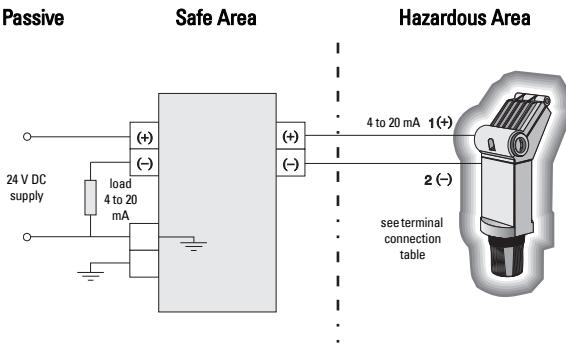 Passive
Safe Area
Hazardous Area
4 to 20 mA 1(+)
(+)
(+)
(−)
(−)
24 V DC
supply
load
4 to 20
mA
2 (−)
see terminal
connection
table